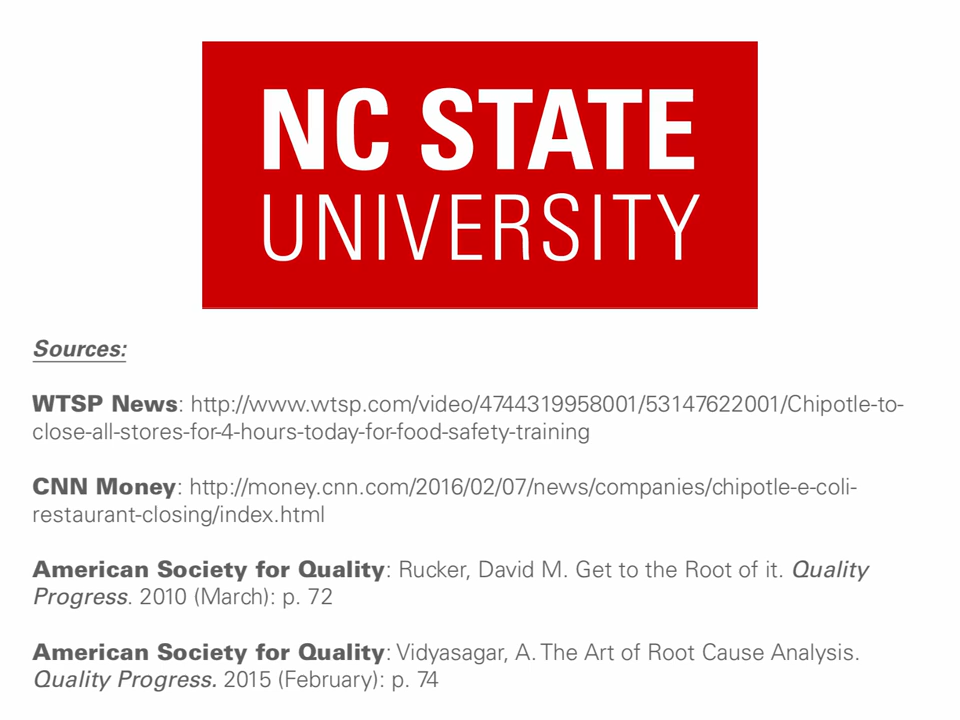 NC STATE
UNIVERSITY
Sources:
WTSP News: http://www.wtsp.com/video/4744319958001/53147622001/Chipotle-to-
close-all-stores-for-4-hours-today-for-food-safety-training
CNN Money: http://money.cnn.com/2016/02/07/news/companies/chipotle-e-coli-
restaurant-closing/index.html
American Society for Quality: Rucker, David M. Get to the Root of it. Quality
Progress. 2010 (March): p. 72
American Society for Quality: Vidyasagar, A. The Art of Root Cause Analysis.
Quality Progress. 2015 (February): p. 74